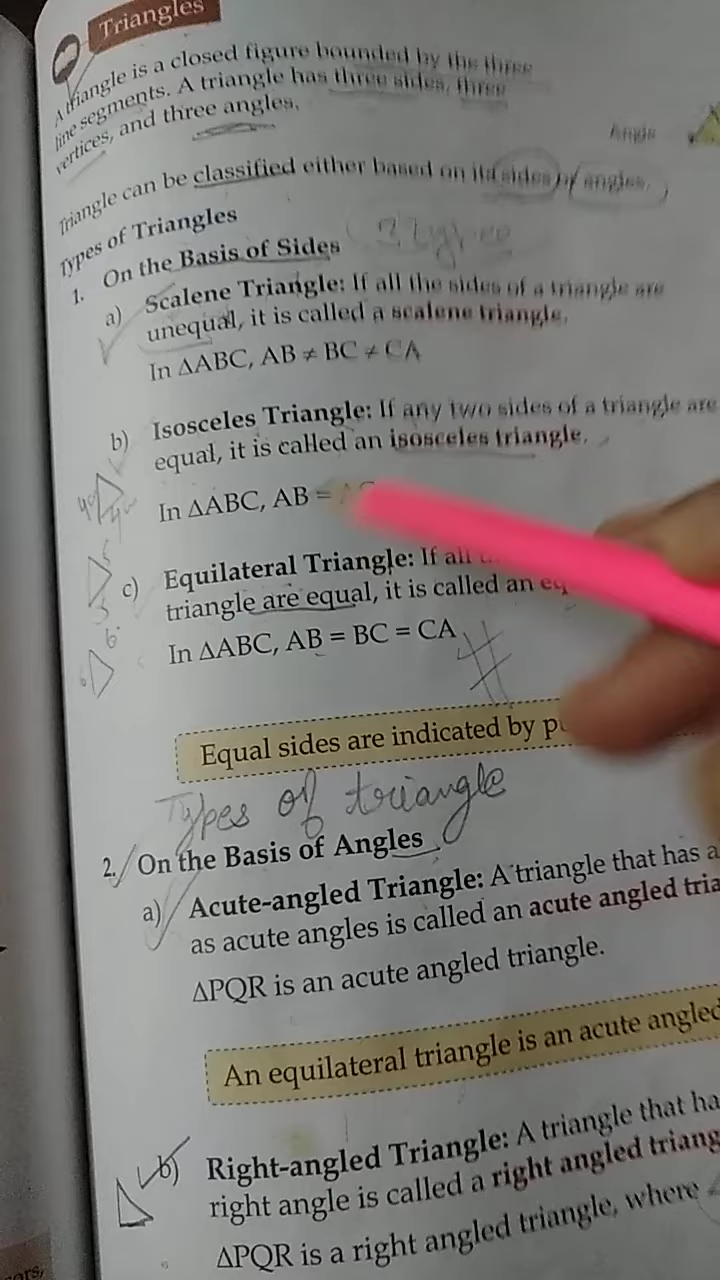 Triangles
A triangle is a closed figure bounded by the three
line segments. A triangle has three sides, three
vertices, and three angles.
Angle
Triangle can be classified either based on its sides or angles.
Types of Triangles
1. On the Basis of Sides
a) Scalene Triangle: If all the sides of a triangle are
unequal, it is called a scalene triangle.
In ΔABC, AB ≠ BC ≠ CA
b) Isosceles Triangle: If any two sides of a triangle are
equal, it is called an isosceles triangle.
In ΔABC, AB =
c) Equilateral Triangle: If all
triangle are equal, it is called an
In ΔABC, AB = BC = CA
Equal sides are indicated by
Types of triangle
2. On the Basis of Angles
a) Acute-angled Triangle: A triangle that has
as acute angles is called an acute angled
ΔPQR is an acute angled triangle.
An equilateral triangle is an acute angled
b) Right-angled Triangle: A triangle that
right angle is called a right angled
ΔPQR is a right angled triangle, where